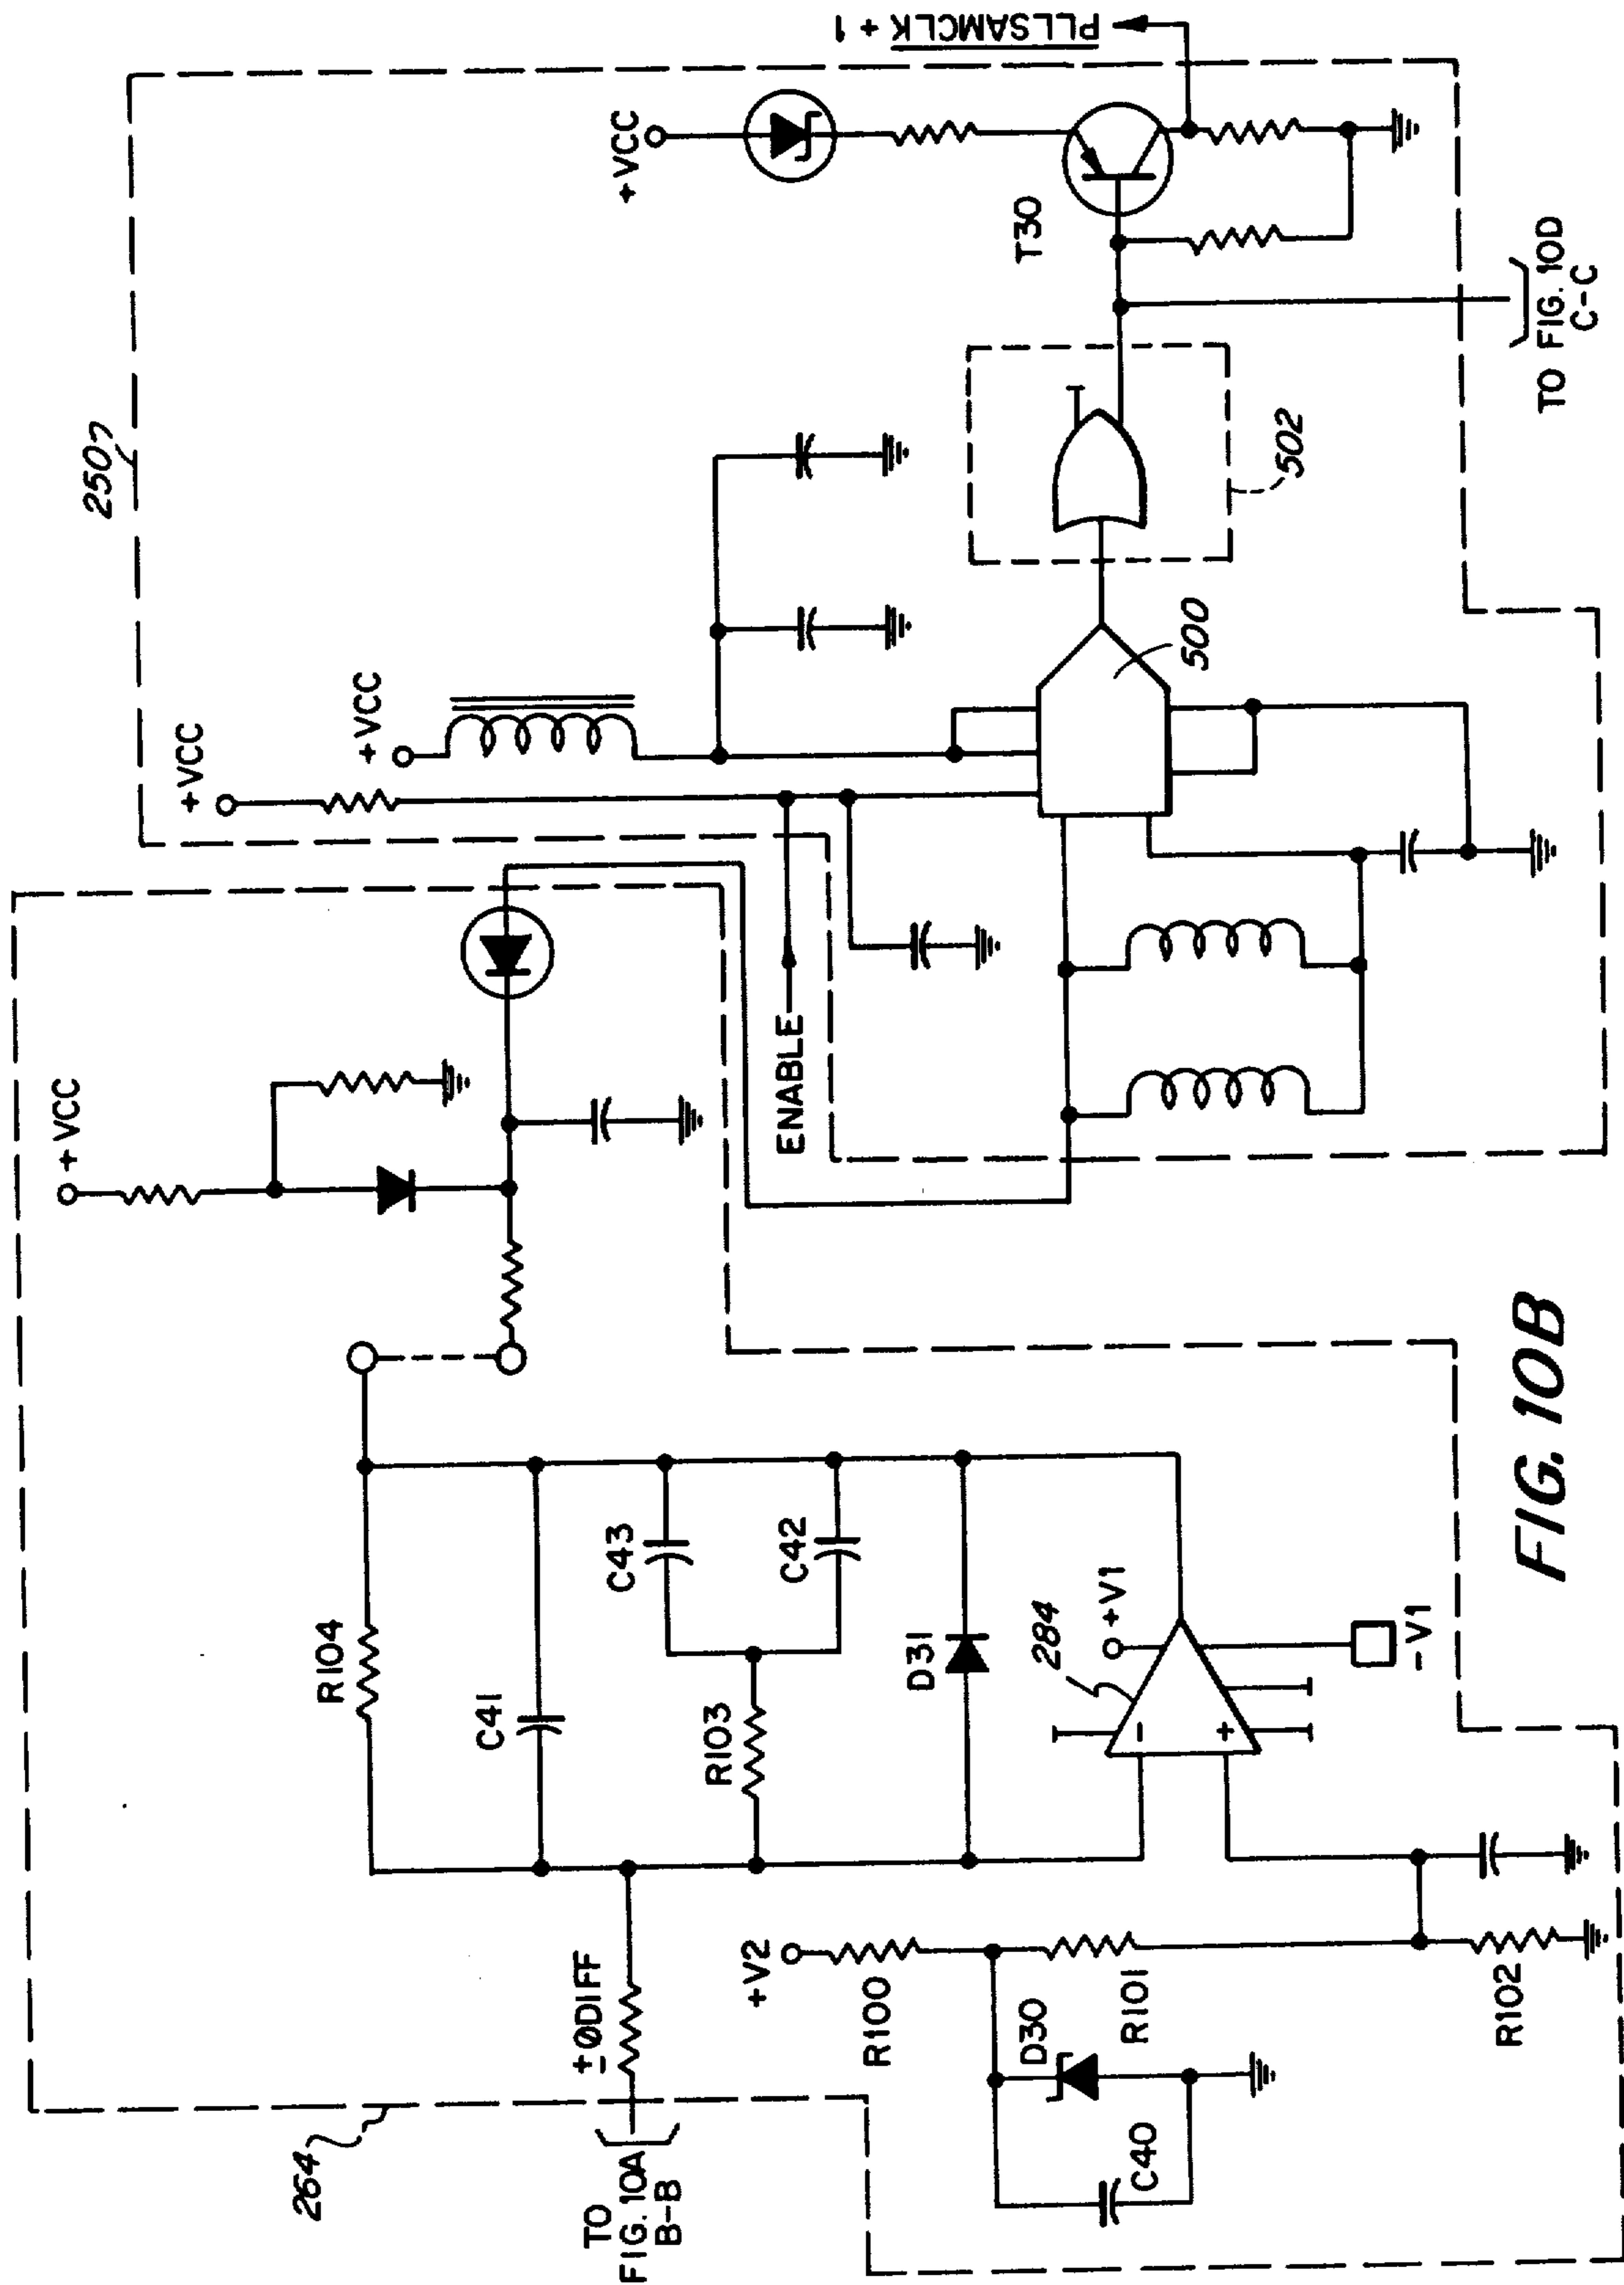 264
TO
FIG. 10A
B-B
±ØDIFF
R104
C41
C43
C42
R103
D31
284
+V1
-
+
-V1
+V2
R100
D30
R101
C40
R102
+VCC
ENABLE
250
+VCC
+VCC
500
502
+VCC
T30
PLLSAMCLK + 1
TO FIG. 10D
C-C
FIG. 10B